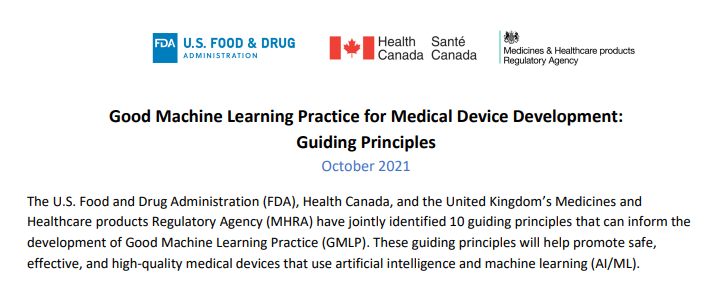 FDA U.S. FOOD & DRUG
ADMINISTRATION
Health Santé
Canada Canada
Medicines & Healthcare products
Regulatory Agency
Good Machine Learning Practice for Medical Device Development:
Guiding Principles
October 2021
The U.S. Food and Drug Administration (FDA), Health Canada, and the United Kingdom’s Medicines and
Healthcare products Regulatory Agency (MHRA) have jointly identified 10 guiding principles that can inform the
development of Good Machine Learning Practice (GMLP). These guiding principles will help promote safe,
effective, and high-quality medical devices that use artificial intelligence and machine learning (AI/ML).